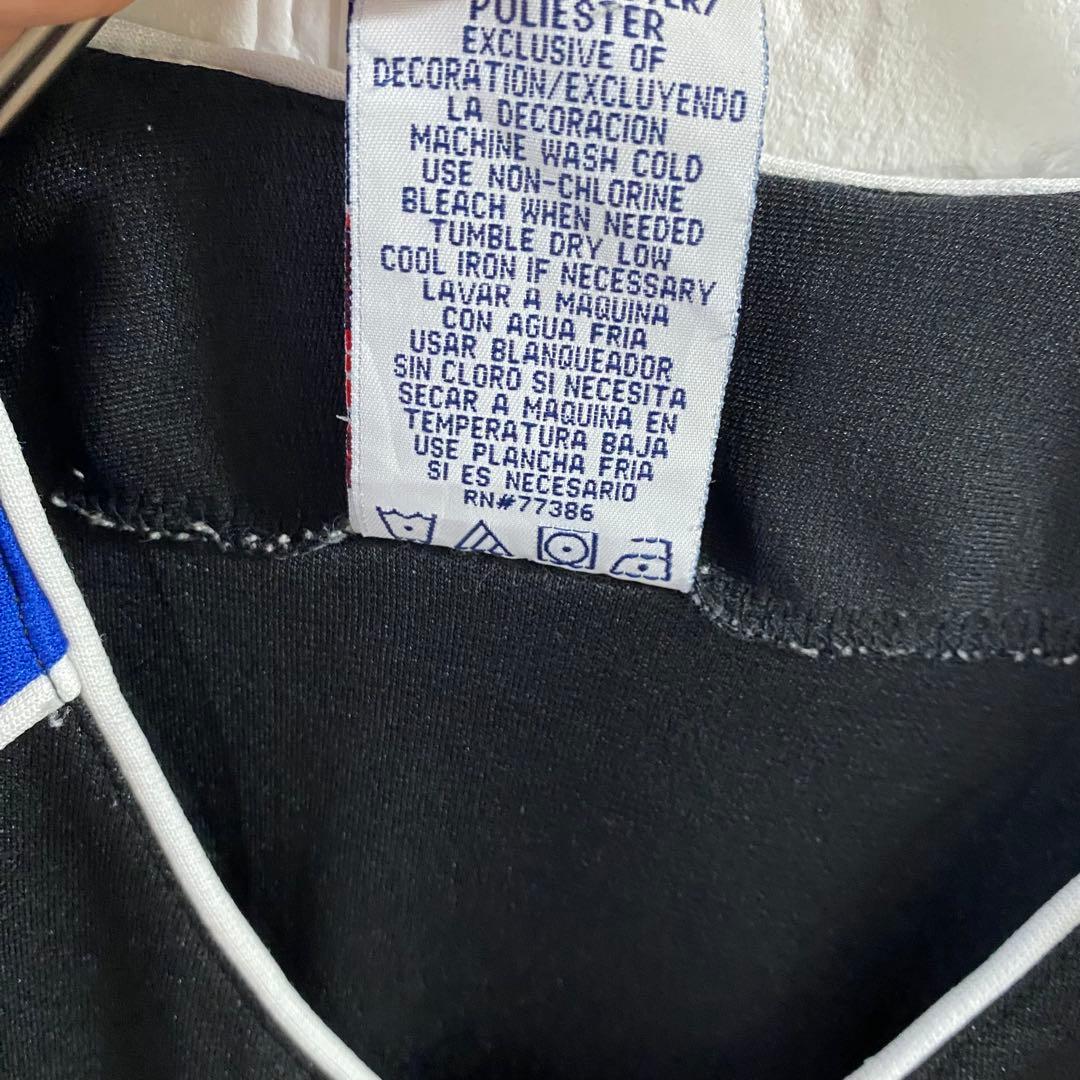 POLIESTER
EXCLUSIVE OF
DECORATION/EXCLUYENDO
LA DECORACION
MACHINE WASH COLD
USE NON-CHLORINE
BLEACH WHEN NEEDED
TUMBLE DRY LOW
COOL IRON IF NECESSARY
LAVAR A MAQUINA
CON AGUA FRIA
USAR BLANQUEADOR
SIN CLORO SI NECESITA
SECAR A MAQUINA EN
TEMPERATURA BAJA
USE PLANCHA FRIA
SI ES NECESARIO
RN#77386